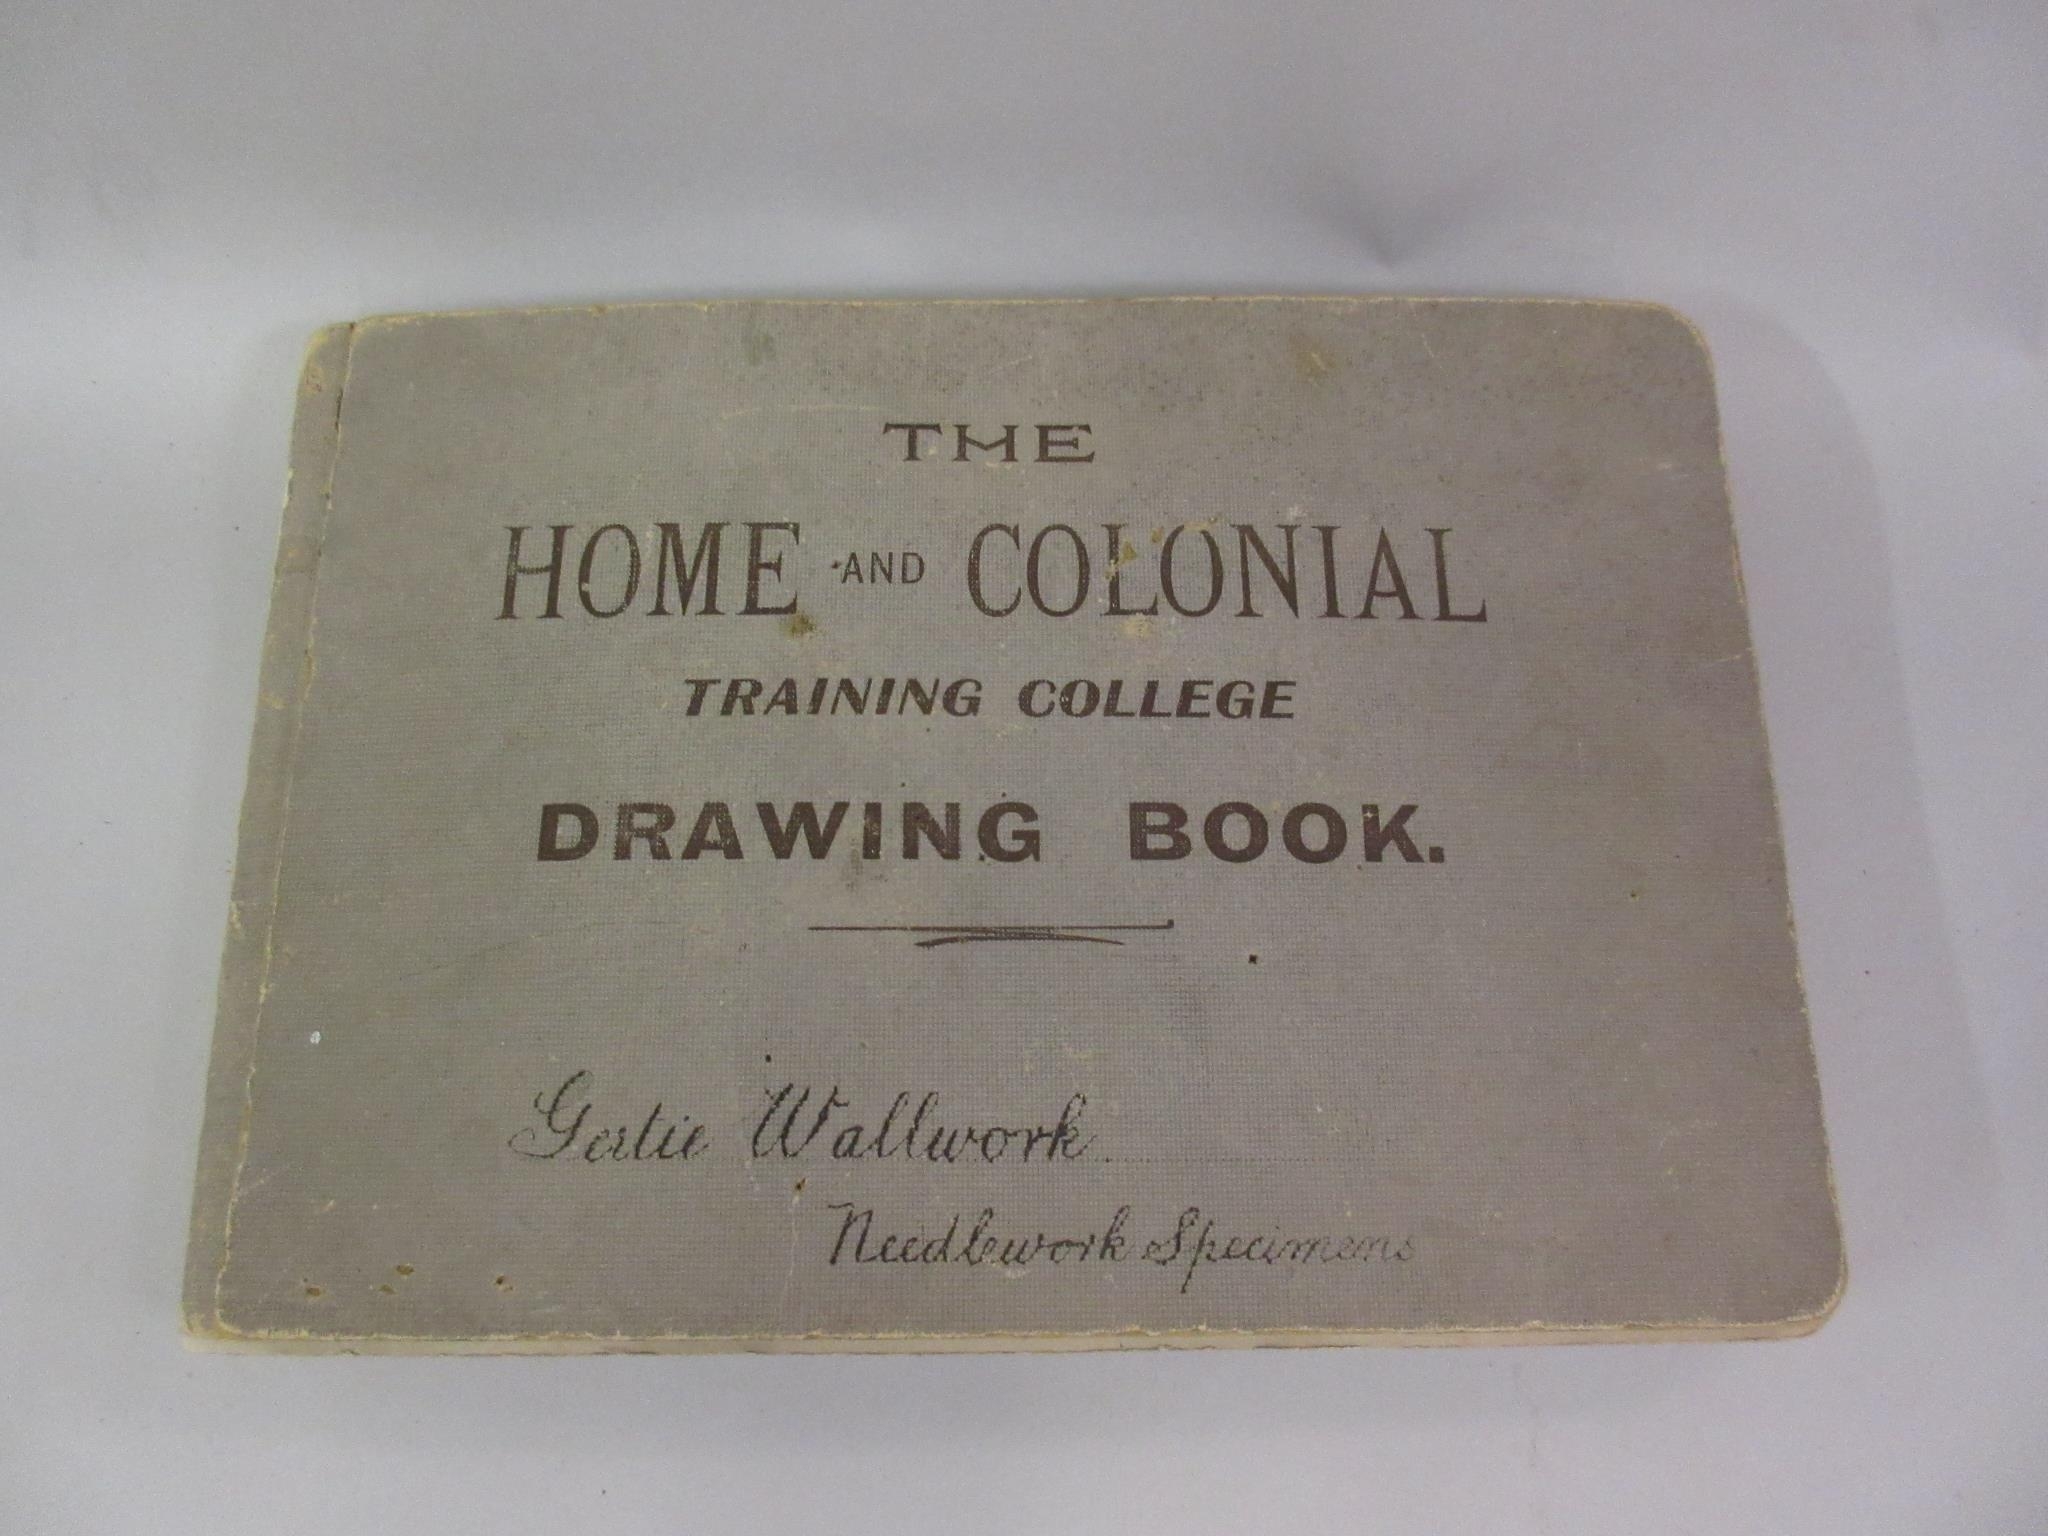 THE
HOME AND COLONIAL
TRAINING COLLEGE
DRAWING BOOK.
Gertie Wallwork
Needlework Specimens